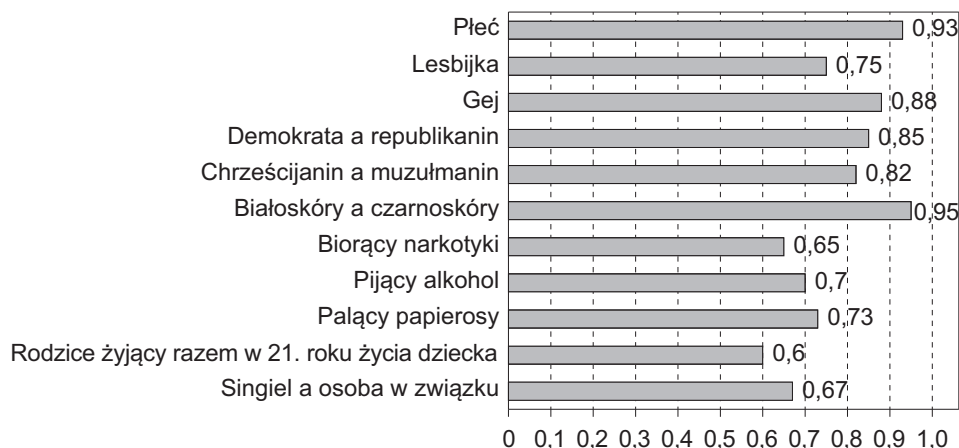 Płeć 0,93
Lesbijka 0,75
Gej 0,88
Demokrata a republikanin 0,85
Chrześcijanin a muzułmanin 0,82
Białoskóry a czarnoskóry 0,95
Biorący narkotyki 0,65
Pijący alkohol 0,7
Palący papierosy 0,73
Rodzice żyjący razem w 21. roku życia dziecka 0,6
Singiel a osoba w związku 0,67
0 0,1 0,2 0,3 0,4 0,5 0,6 0,7 0,8 0,9 1,0